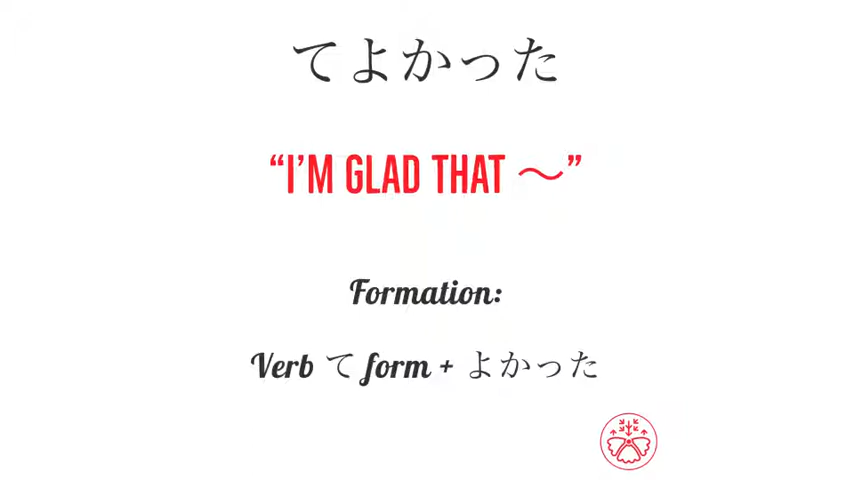 てよかった
“I’M GLAD THAT 〜”
Formation:
Verb て form + よかった